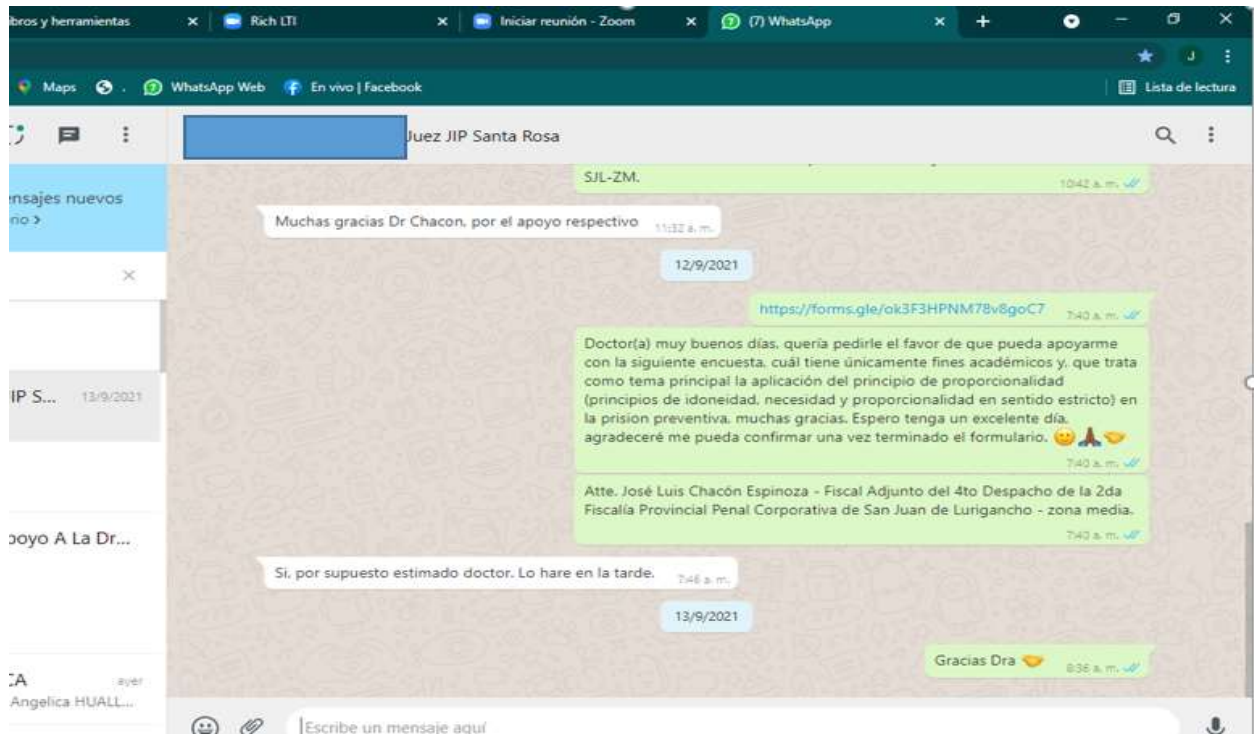 ibros y herramientas
Rich LTI
Iniciar reunión - Zoom
(7) WhatsApp
J
Maps
WhatsApp Web
En vivo | Facebook
Lista de lectura
Juez JIP Santa Rosa
ensajes nuevos
rio >
SJL-ZM.
10:42 a. m.
Muchas gracias Dr Chacon, por el apoyo respectivo
11:32 a. m.
12/9/2021
https://forms.gle/ok3F3HPNM78v8goC7
7:40 a. m.
Doctor(a) muy buenos días, quería pedirle el favor de que pueda apoyarme
con la siguiente encuesta, cuál tiene únicamente fines académicos y, que trata
como tema principal la aplicación del principio de proporcionalidad
(principios de idoneidad, necesidad y proporcionalidad en sentido estricto) en
la prision preventiva, muchas gracias. Espero tenga un excelente día,
agradeceré me pueda confirmar una vez terminado el formulario.
7:40 a. m.
IP S... 13/9/2021
Atte. José Luis Chacón Espinoza - Fiscal Adjunto del 4to Despacho de la 2da
Fiscalía Provincial Penal Corporativa de San Juan de Lurigancho - zona media.
7:40 a. m.
poyo A La Dr...
Si, por supuesto estimado doctor. Lo hare en la tarde.
7:46 a. m.
13/9/2021
Gracias Dra
8:36 a. m.
CA ayer
Angelica HUALL...
Escribe un mensaje aquí